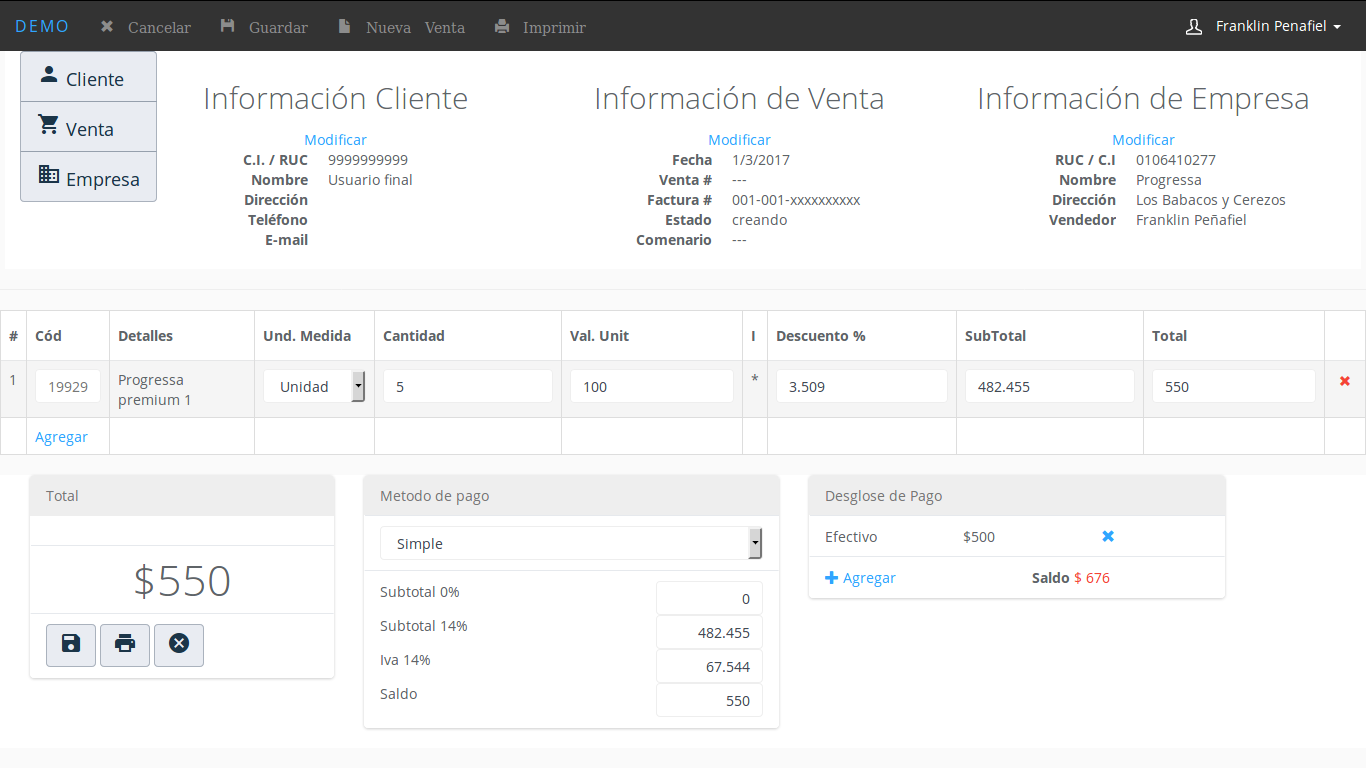 DEMO Cancelar Guardar Nueva Venta Imprimir Franklin Penafiel
Cliente
Venta
Empresa
Información Cliente
Modificar
C.I. / RUC 9999999999
Nombre Usuario final
Dirección
Teléfono
E-mail
Información de Venta
Modificar
Fecha 1/3/2017
Venta # ---
Factura # 001-001-xxxxxxxxxx
Estado creando
Comenario ---
Información de Empresa
Modificar
RUC / C.I 0106410277
Nombre Progressa
Dirección Los Babacos y Cerezos
Vendedor Franklin Peñafiel
# Cód Detalles Und. Medida Cantidad Val. Unit I Descuento % SubTotal Total
1 19929 Progressa premium 1 Unidad 5 100 * 3.509 482.455 550
Agregar
Total
$550
Metodo de pago
Simple
Subtotal 0% 0
Subtotal 14% 482.455
Iva 14% 67.544
Saldo 550
Desglose de Pago
Efectivo $500
Agregar Saldo $ 676